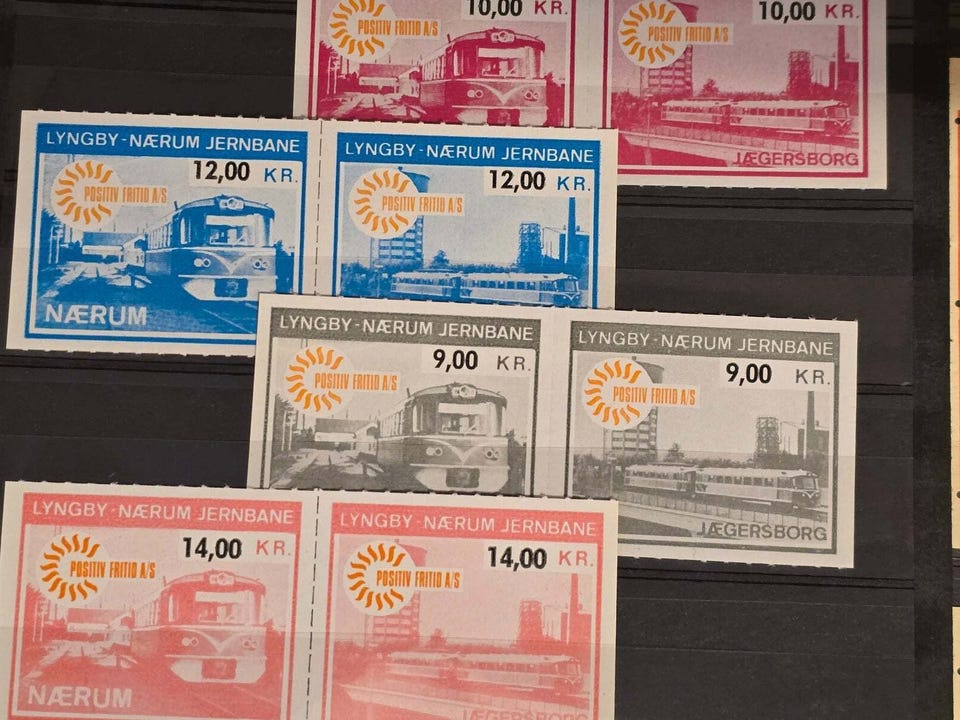 10,00 KR.
POSITIV FRITID A/S
10,00 KR.
POSITIV FRITID A/S
JÆGERSBORG
LYNGBY-NÆRUM JERNBANE
12,00 KR.
POSITIV FRITID A/S
NÆRUM
LYNGBY-NÆRUM JERNBANE
12,00 KR.
POSITIV FRITID A/S
LYNGBY-NÆRUM JERNBANE
9,00 KR.
POSITIV FRITID A/S
LYNGBY-NÆRUM JERNBANE
9,00 KR.
POSITIV FRITID A/S
JÆGERSBORG
LYNGBY-NÆRUM JERNBANE
14,00 KR.
POSITIV FRITID A/S
NÆRUM
LYNGBY-NÆRUM JERNBANE
14,00 KR.
POSITIV FRITID A/S
JÆGERSBORG